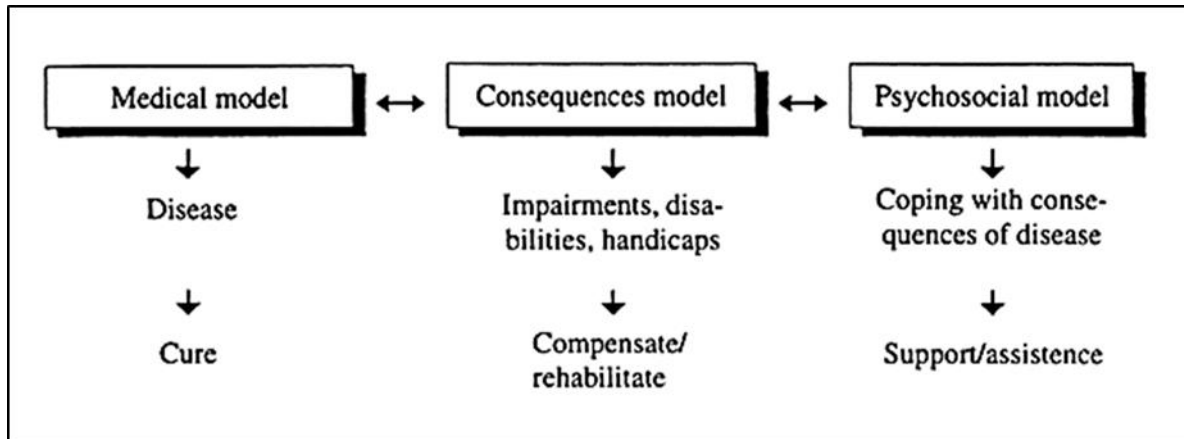 Medical model
Consequences model
Psychosocial model
Disease
Impairments, disa-
bilities, handicaps
Coping with conse-
quences of disease
Cure
Compensate/
rehabilitate
Support/assistence